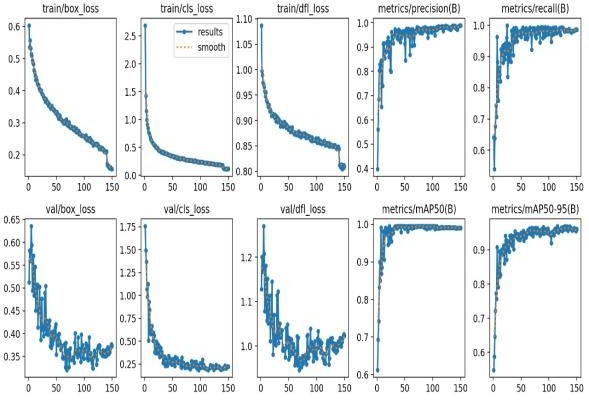 train/box_loss
train/cls_loss
train/dfl_loss
metrics/precision(B)
metrics/recall(B)
0.6
0.5
0.4
0.3
0.2
0 50 100 150
2.5
2.0
1.5
1.0
0.5
0.0
results
smooth
0 50 100 150
1.10
1.05
1.00
0.95
0.90
0.85
0.80
0 50 100 150
1.0
0.9
0.8
0.7
0.6
0.5
0.4
0 50 100 150
1.0
0.9
0.8
0.7
0.6
0 50 100 150
val/box_loss
val/cls_loss
val/dfl_loss
metrics/mAP50(B)
metrics/mAP50-95(B)
0.65
0.60
0.55
0.50
0.45
0.40
0.35
0 50 100 150
1.75
1.50
1.25
1.00
0.75
0.50
0.25
0 50 100 150
1.2
1.1
1.0
0 50 100 150
1.0
0.9
0.8
0.7
0.6
0 50 100 150
0.9
0.8
0.7
0.6
0 50 100 150